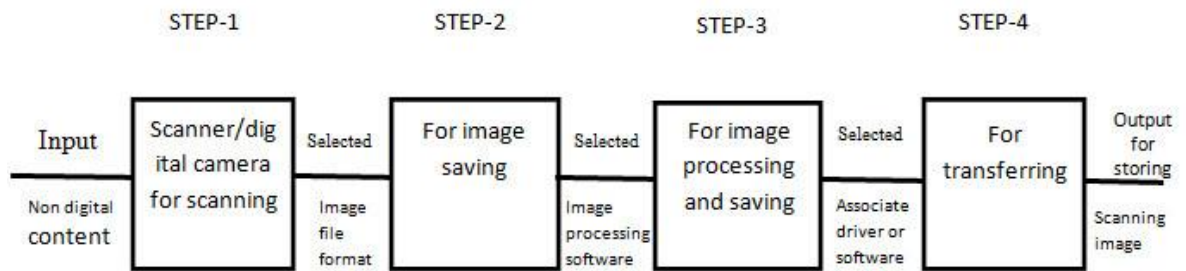 STEP-1
STEP-2
STEP-3
STEP-4
Input
Non digital
content
Scanner/dig
ital camera
for scanning
Selected
Image
file
format
For image
saving
Selected
Image
processing
software
For image
processing
and saving
Selected
Associate
driver or
software
For
transferring
Output
for
storing
Scanning
image